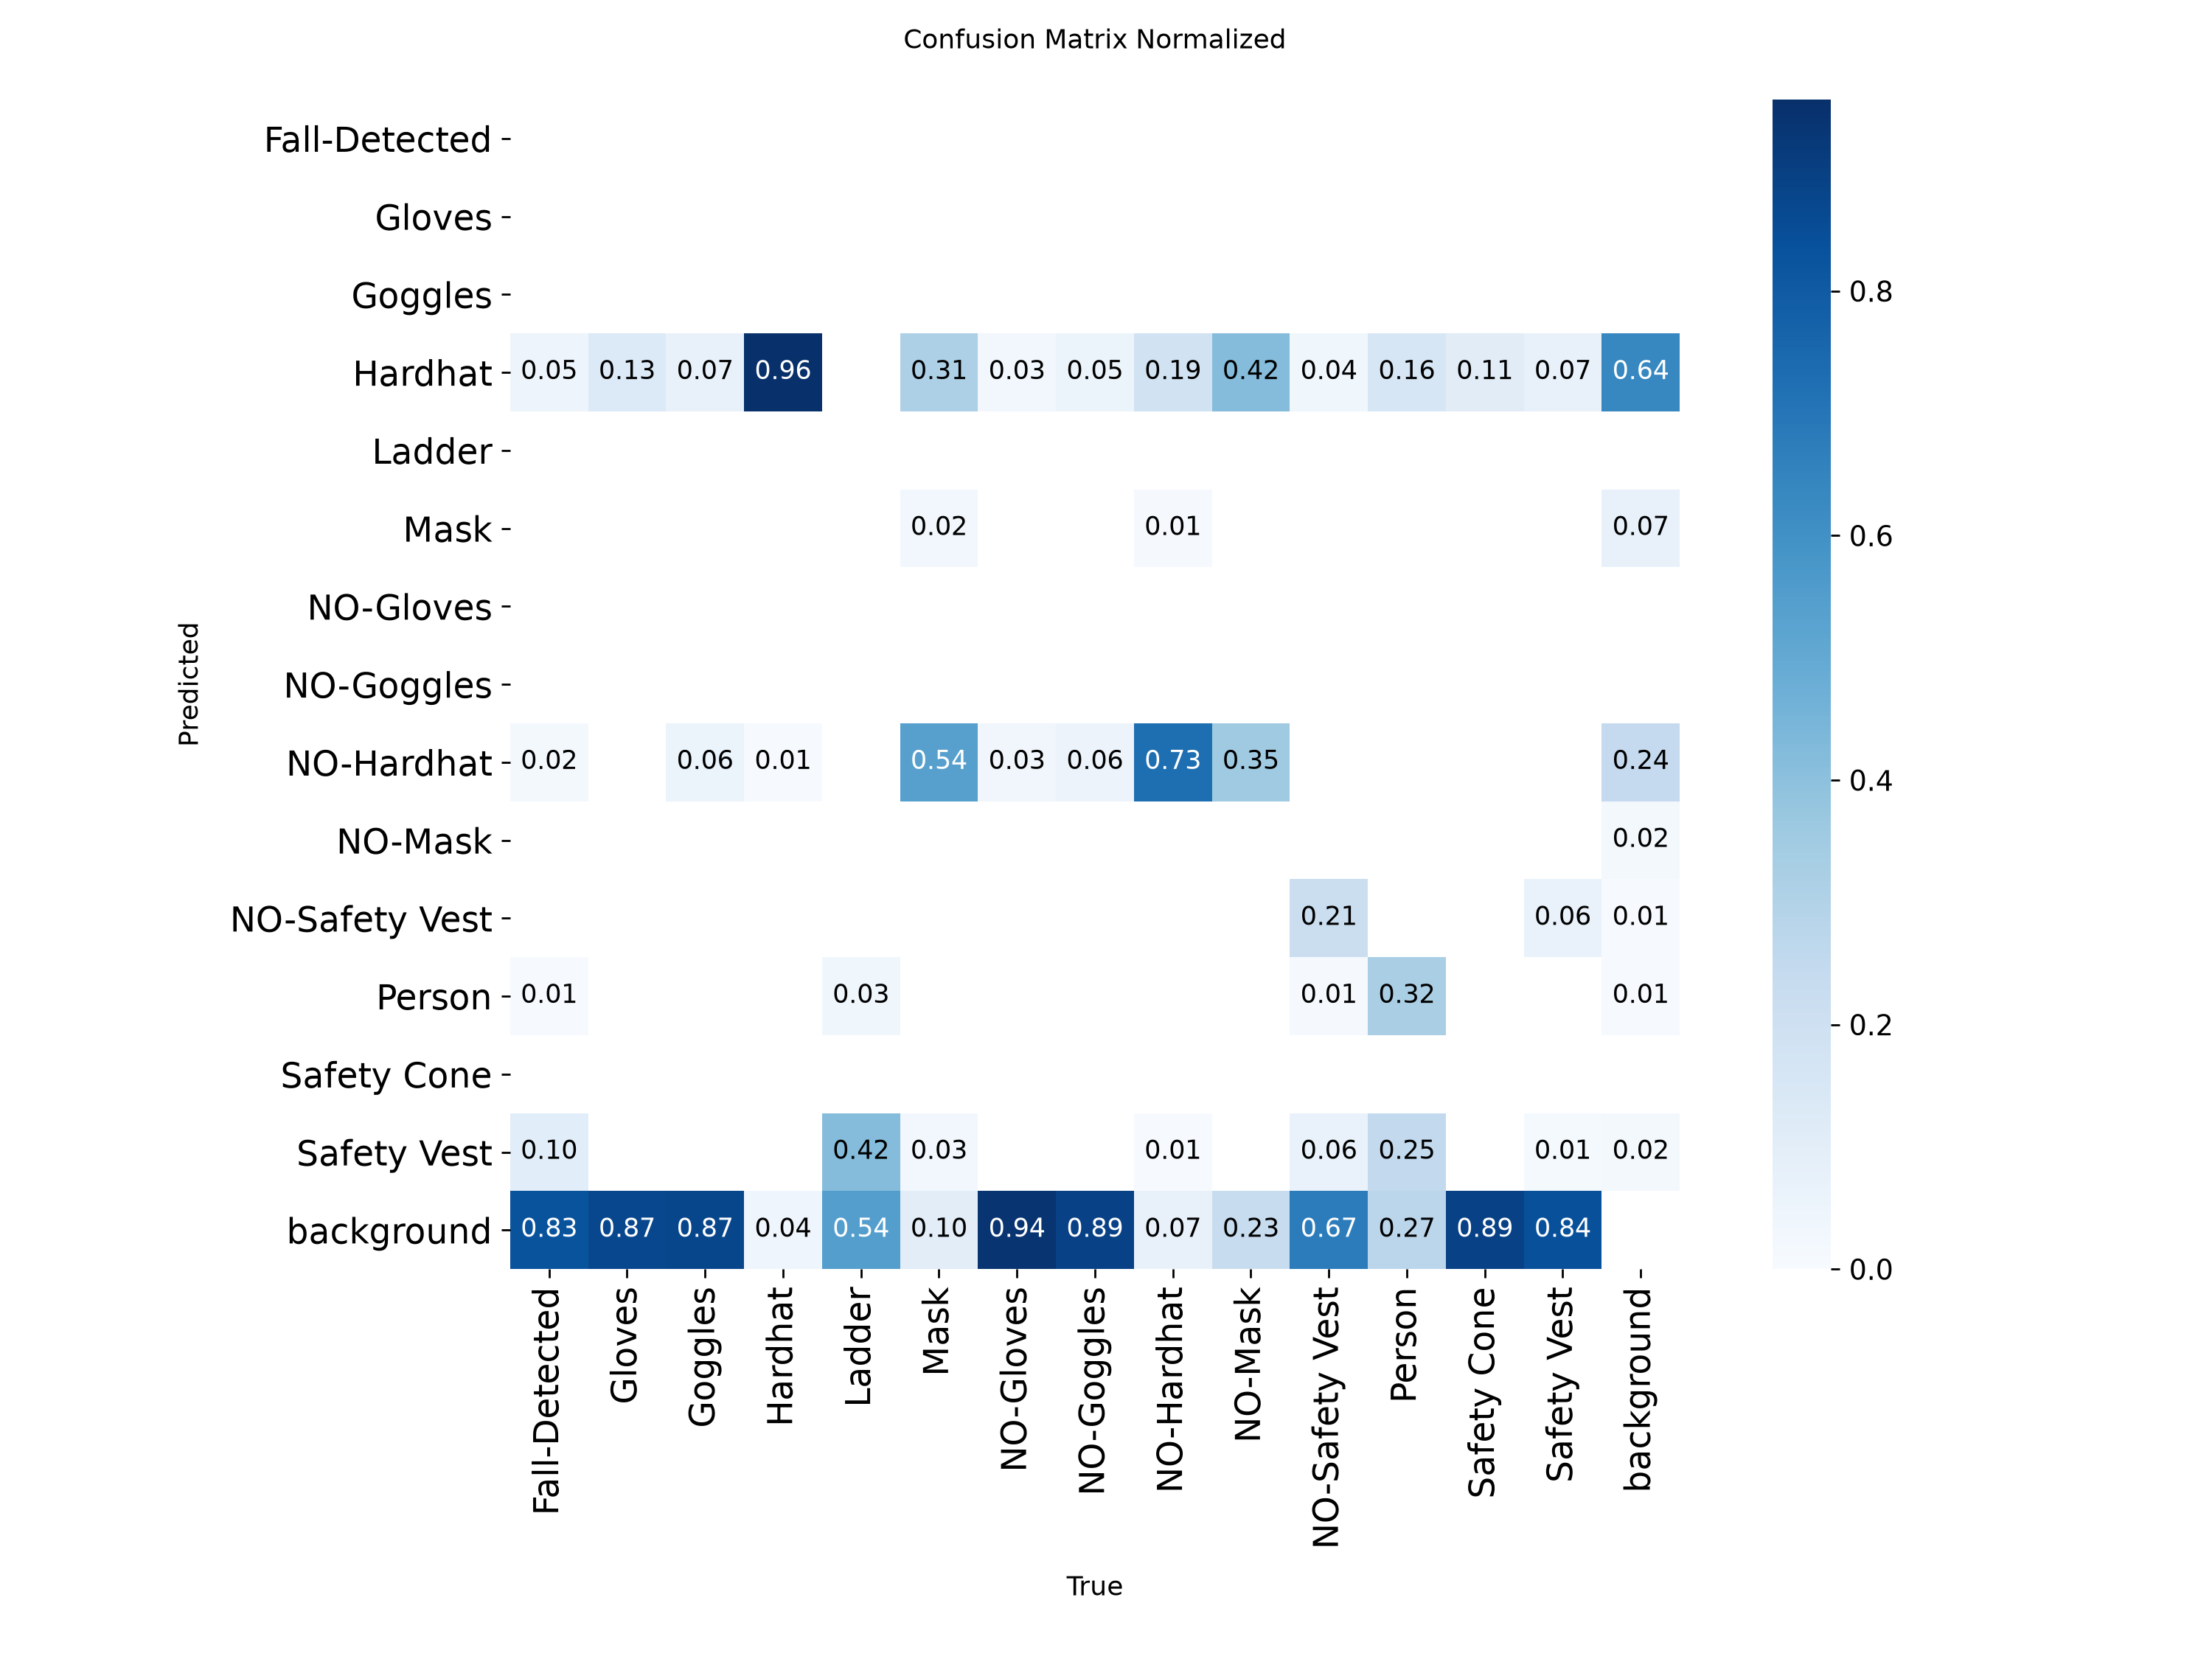 Confusion Matrix Normalized
Fall-Detected
Gloves
Goggles
Hardhat 0.05 0.13 0.07 0.96 0.31 0.03 0.05 0.19 0.42 0.04 0.16 0.11 0.07 0.64
Ladder
Mask 0.02 0.01 0.07
NO-Gloves
NO-Goggles
NO-Hardhat 0.02 0.06 0.01 0.54 0.03 0.06 0.73 0.35 0.24
NO-Mask 0.02
NO-Safety Vest 0.21 0.06 0.01
Person 0.01 0.03 0.01 0.32 0.01
Safety Cone
Safety Vest 0.10 0.42 0.03 0.01 0.06 0.25 0.01 0.02
background 0.83 0.87 0.87 0.04 0.54 0.10 0.94 0.89 0.07 0.23 0.67 0.27 0.89 0.84
Predicted
Fall-Detected
Gloves
Goggles
Hardhat
Ladder
Mask
NO-Gloves
NO-Goggles
NO-Hardhat
NO-Mask
NO-Safety Vest
Person
Safety Cone
Safety Vest
background
True
0.8
0.6
0.4
0.2
0.0